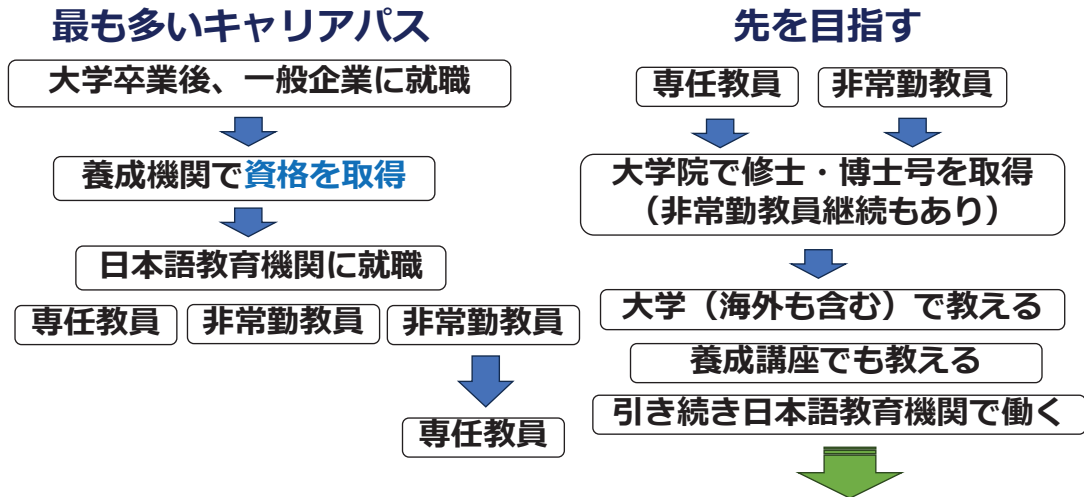 最も多いキャリアパス
大学卒業後、一般企業に就職
養成機関で資格を取得
日本語教育機関に就職
専任教員
非常勤教員
非常勤教員
専任教員
先を目指す
専任教員
非常勤教員
大学院で修士・博士号を取得
（非常勤教員継続もあり）
大学（海外も含む）で教える
養成講座でも教える
引き続き日本語教育機関で働く